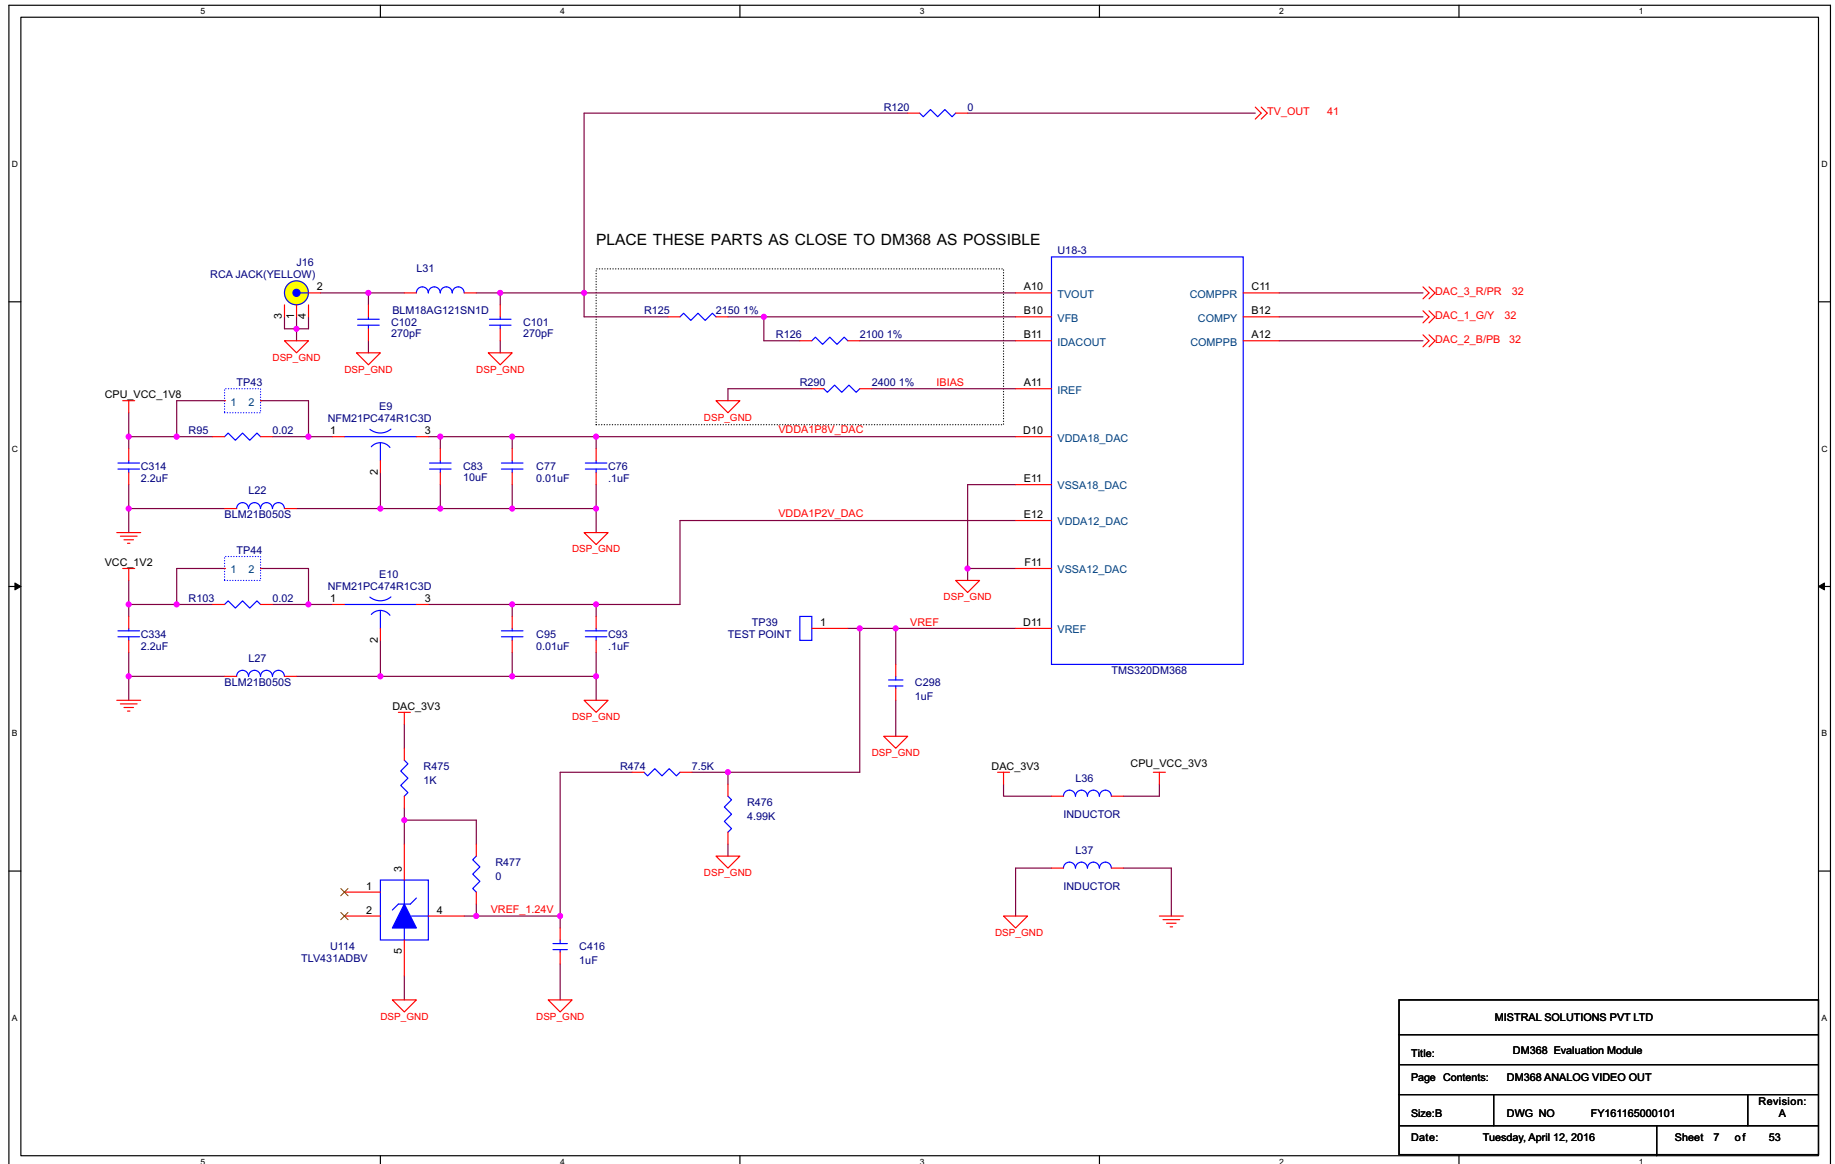 5 4 3 2 1
R120 0 TV_OUT 41
D D
PLACE THESE PARTS AS CLOSE TO DM368 AS POSSIBLE
U18-3
J16
RCA JACK(YELLOW)
2
3 1 4
DSP_GND
L31
BLM18AG121SN1D
C102
270pF
DSP_GND
C101
270pF
DSP_GND
R125 2150 1%
R126 2100 1%
R290 2400 1% IBIAS
DSP_GND
A10 TVOUT
B10 VFB
B11 IDACOUT
A11 IREF
D10 VDDA18_DAC
E11 VSSA18_DAC
E12 VDDA12_DAC
F11 VSSA12_DAC
D11 VREF
COMPPR C11 DAC_3_R/PR 32
COMPY B12 DAC_1_G/Y 32
COMPPB A12 DAC_2_B/PB 32
TMS320DM368
CPU_VCC_1V8
TP43
1 2
R95 0.02
E9
NFM21PC474R1C3D
1 3
2
VDDA1P8V_DAC
C C
C314
2.2uF
L22
BLM21B050S
C83
10uF
C77
0.01uF
C76
.1uF
DSP_GND
VDDA1P2V_DAC
DSP_GND
VCC_1V2
TP44
1 2
R103 0.02
E10
NFM21PC474R1C3D
1 3
2
C334
2.2uF
L27
BLM21B050S
C95
0.01uF
C93
.1uF
DSP_GND
TP39
TEST POINT
1
VREF
C298
1uF
DSP_GND
B B
DAC_3V3
R475
1K
R474 7.5K
R476
4.99K
DSP_GND
R477
0
3
1
2
4
5
VREF_1.24V
U114
TLV431ADBV
DSP_GND
C416
1uF
DSP_GND
DAC_3V3
L36
INDUCTOR
CPU_VCC_3V3
L37
INDUCTOR
DSP_GND
A A
MISTRAL SOLUTIONS PVT LTD
Title: DM368 Evaluation Module
Page Contents: DM368 ANALOG VIDEO OUT
Size:B DWG NO FY161165000101 Revision: A
Date: Tuesday, April 12, 2016 Sheet 7 of 53
5 4 3 2 1